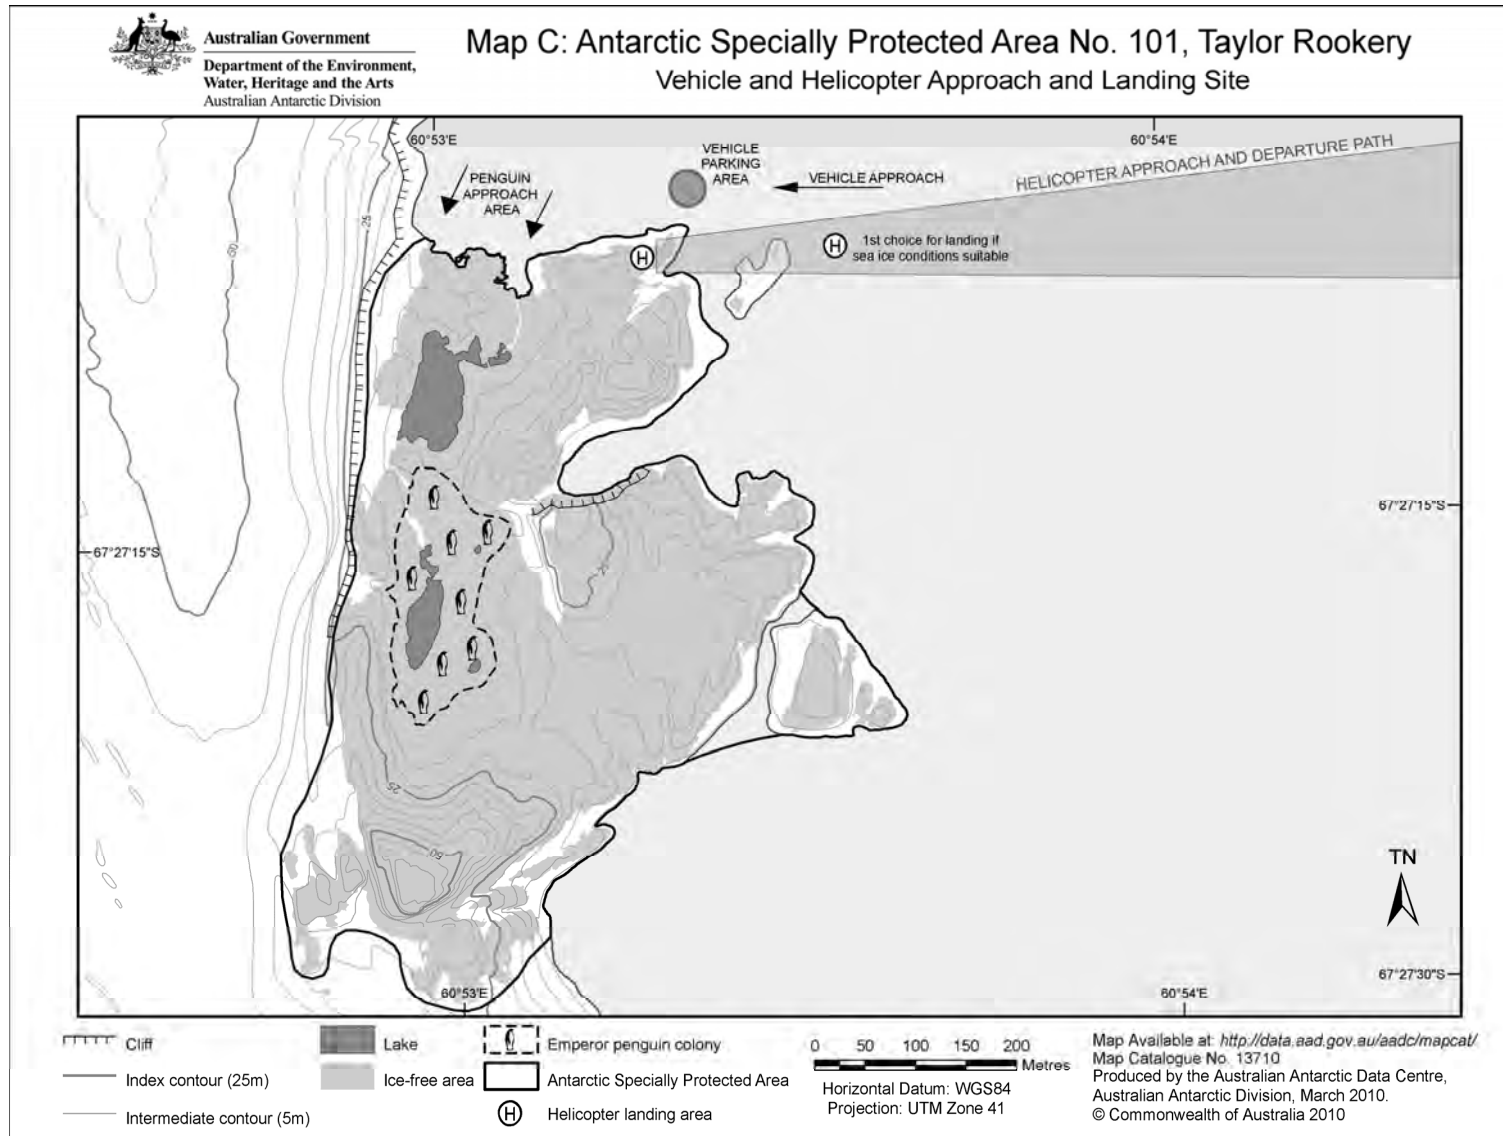 Australian Government
Department of the Environment,
Water, Heritage and the Arts
Australian Antarctic Division
Map C: Antarctic Specially Protected Area No. 101, Taylor Rookery
Vehicle and Helicopter Approach and Landing Site
60°53'E
60°54'E
VEHICLE
PARKING
AREA
VEHICLE APPROACH
HELICOPTER APPROACH AND DEPARTURE PATH
PENGUIN
APPROACH
AREA
25
50
H
H
1st choice for landing if
sea ice conditions suitable
67°27'15"S
67°27'15"S
25
25
50
TN
67°27'30"S
60°53'E
60°54'E
Cliff
Index contour (25m)
Intermediate contour (5m)
Lake
Ice-free area
Emperor penguin colony
Antarctic Specially Protected Area
H
Helicopter landing area
0 50 100 150 200
Metres
Horizontal Datum: WGS84
Projection: UTM Zone 41
Map Available at: http://data.aad.gov.au/aadc/mapcat/
Map Catalogue No. 13710
Produced by the Australian Antarctic Data Centre,
Australian Antarctic Division, March 2010.
© Commonwealth of Australia 2010